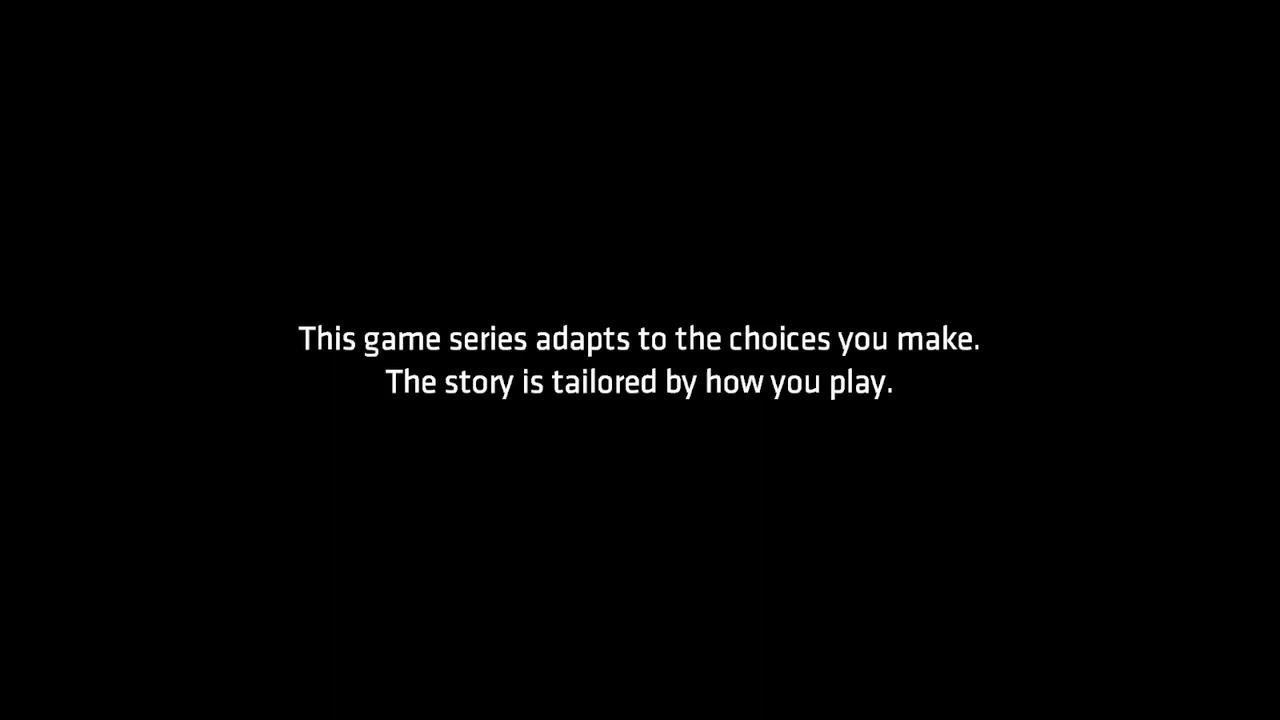 This game series adapts to the choices you make.
The story is tailored by how you play.